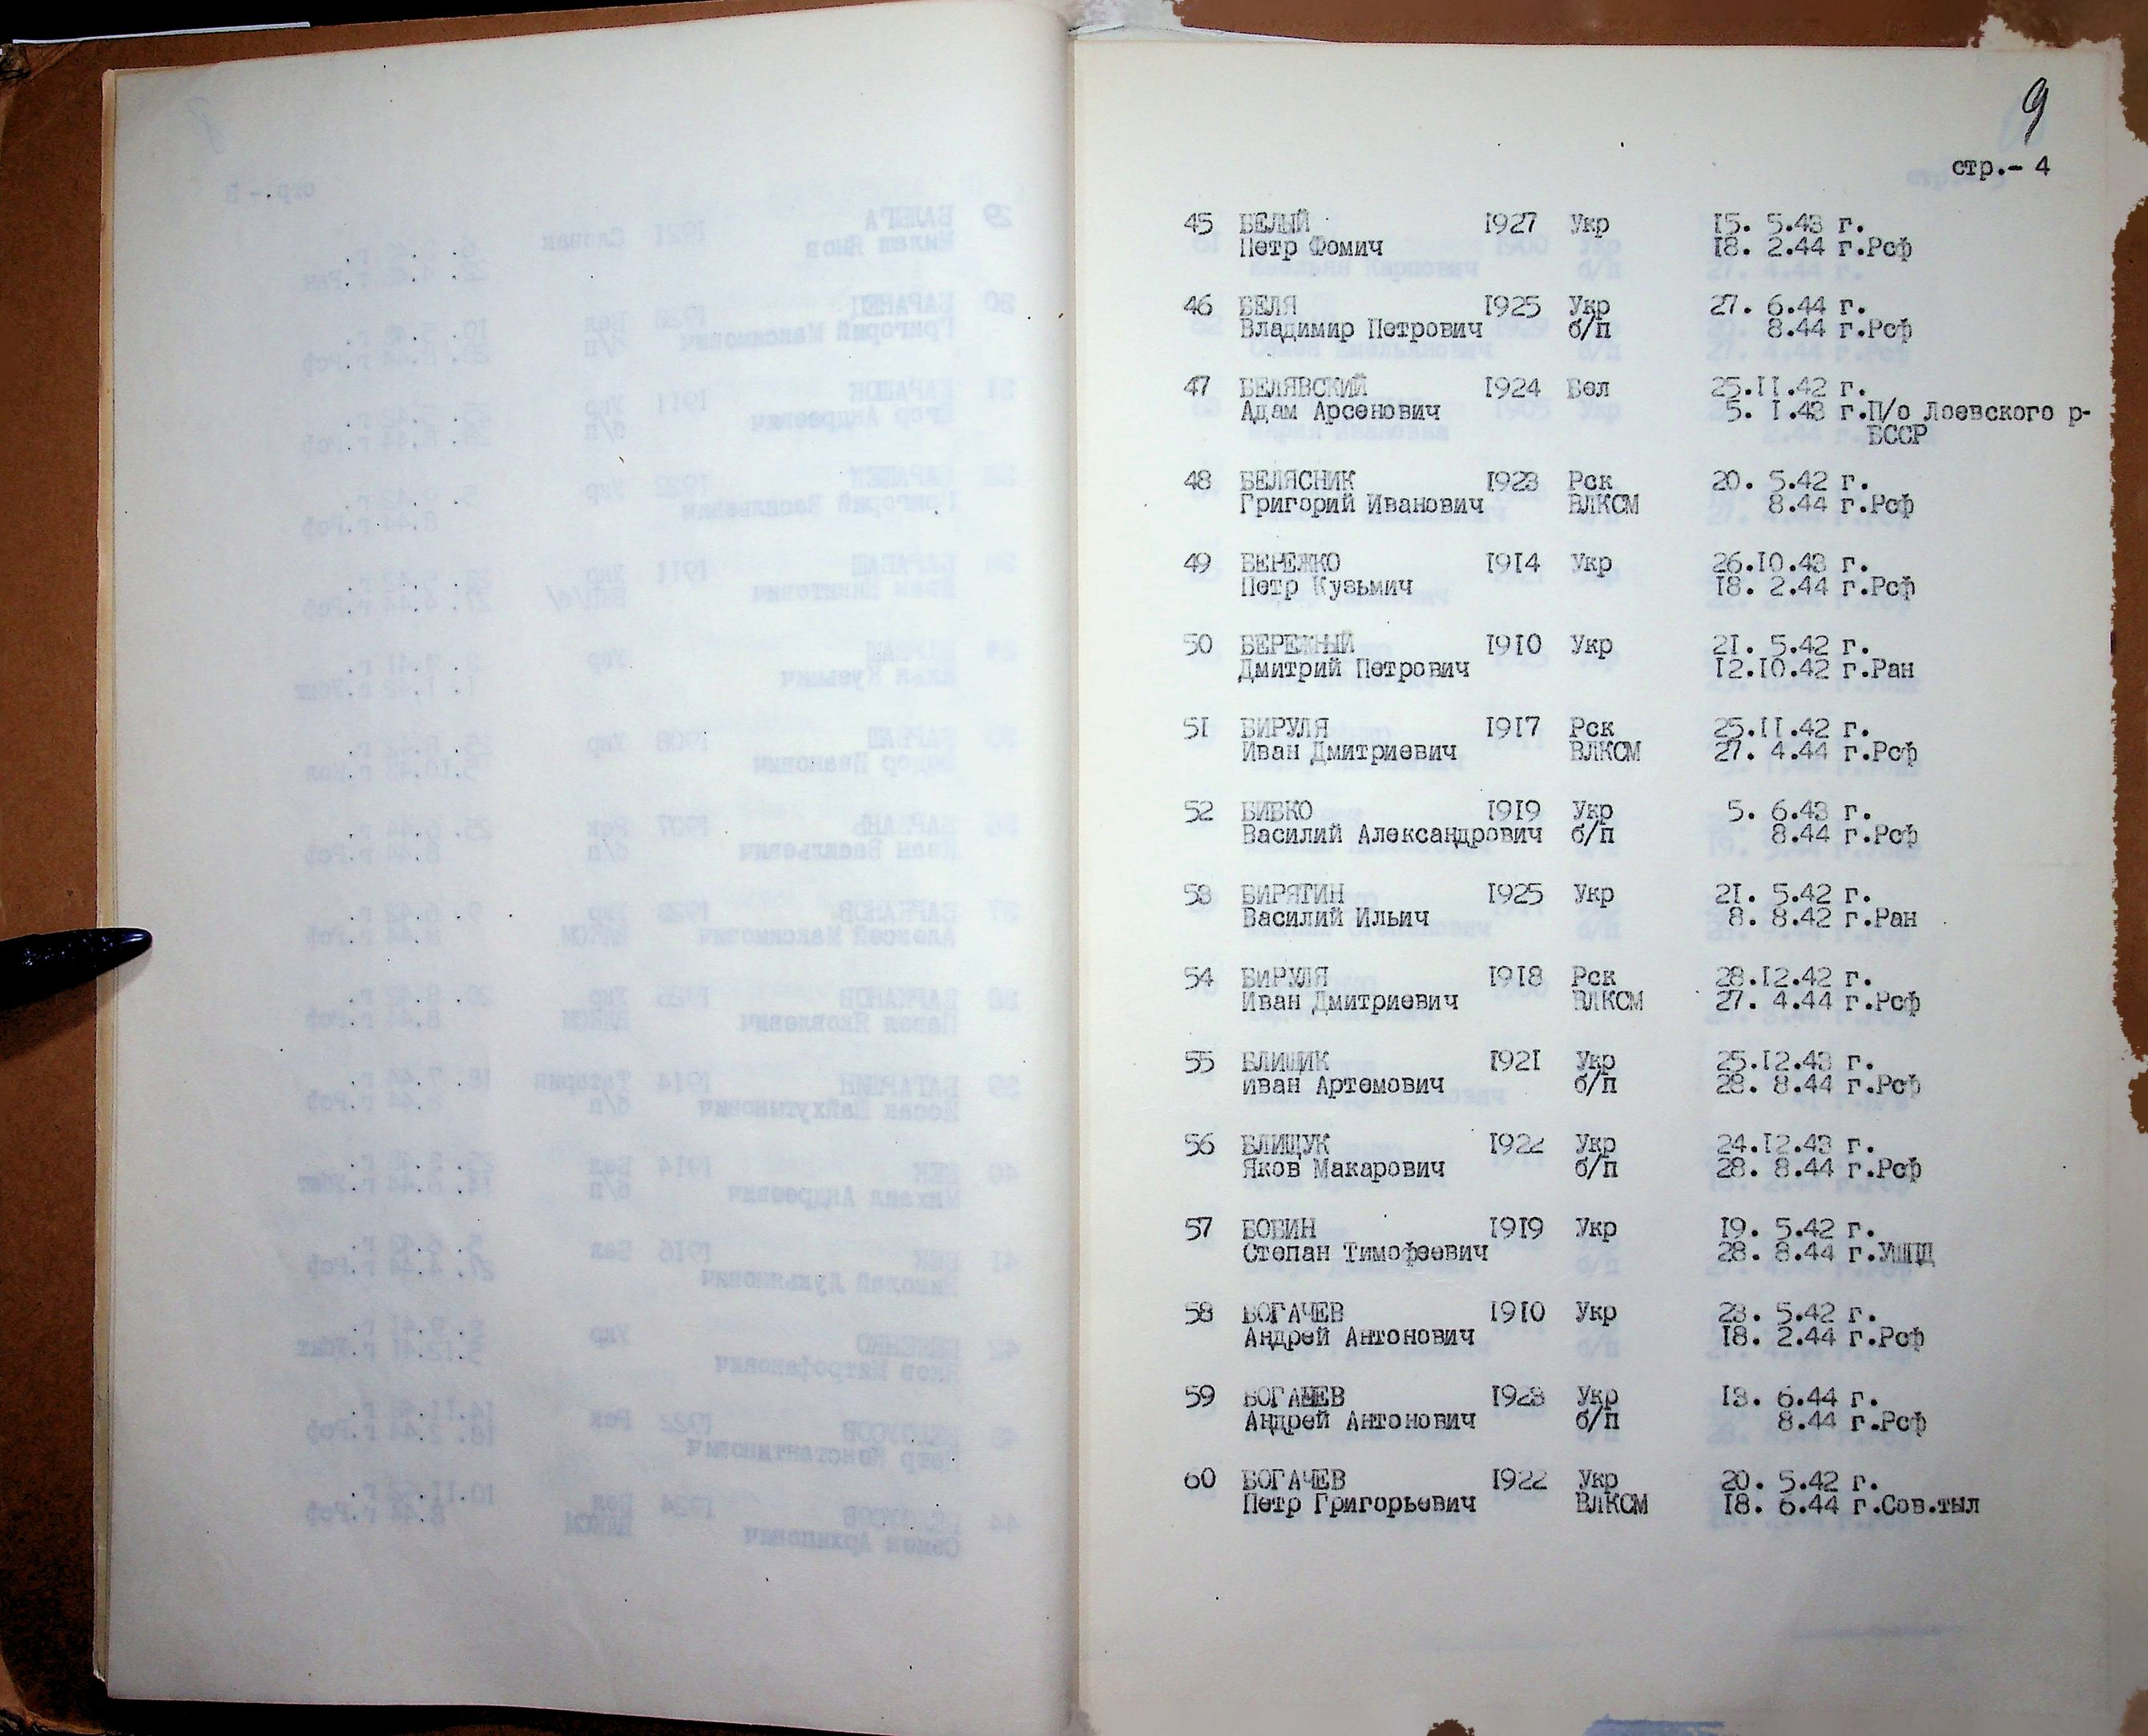 9
стр.- 4
45 БЕЛЫЙ 1927 Укр 15. 5.43 г.
Петр Фомич 18. 2.44 г.Рсф
46 БЕЛЯ 1925 Укр 27. 6.44 г.
Владимир Петрович б/п 8.44 г.Рсф
47 БЕЛЯВСКИЙ 1924 Бел 25.11.42 г.
Адам Арсенович 5. 1.43 г.П/о Лоевского р-
БССР
48 БЕЛЯСНИК 1923 Рск 20. 5.42 г.
Григорий Иванович ВЛКСМ 8.44 г.Рсф
49 БЕРЕЖКО 1914 Укр 26.10.43 г.
Петр Кузьмич 18. 2.44 г.Рсф
50 БЕРЕЖНЫЙ 1910 Укр 21. 5.42 г.
Дмитрий Петрович 12.10.42 г.Ран
51 БИРУЛЯ 1917 Рск 25.11.42 г.
Иван Дмитриевич ВЛКСМ 27. 4.44 г.Рсф
52 БИБКО 1919 Укр 5. 6.43 г.
Василий Александрович б/п 8.44 г.Рсф
53 БИРЯТИН 1925 Укр 21. 5.42 г.
Василий Ильич 8. 8.42 г.Ран
54 БиРУЛЯ 1918 Рск 28.12.42 г.
Иван Дмитриевич ВЛКСМ 27. 4.44 г.Рсф
55 БЛИЩИК 1921 Укр 25.12.43 г.
иван Артемович б/п 28. 8.44 г.Рсф
56 БЛИЩУК 1922 Укр 24.12.43 г.
Яков Макарович б/п 28. 8.44 г.Рсф
57 БОБИН 1919 Укр 19. 5.42 г.
Степан Тимофеевич 28. 8.44 г.УШПД
58 БОГАЧЕВ 1910 Укр 23. 5.42 г.
Андрей Антонович 18. 2.44 г.Рсф
59 БОГАЧЕВ 1923 Укр 13. 6.44 г.
Андрей Антонович б/п 8.44 г.Рсф
60 БОГАЧЕВ 1922 Укр 20. 5.42 г.
Петр Григорьевич ВЛКСМ 18. 6.44 г.Сов.тыл